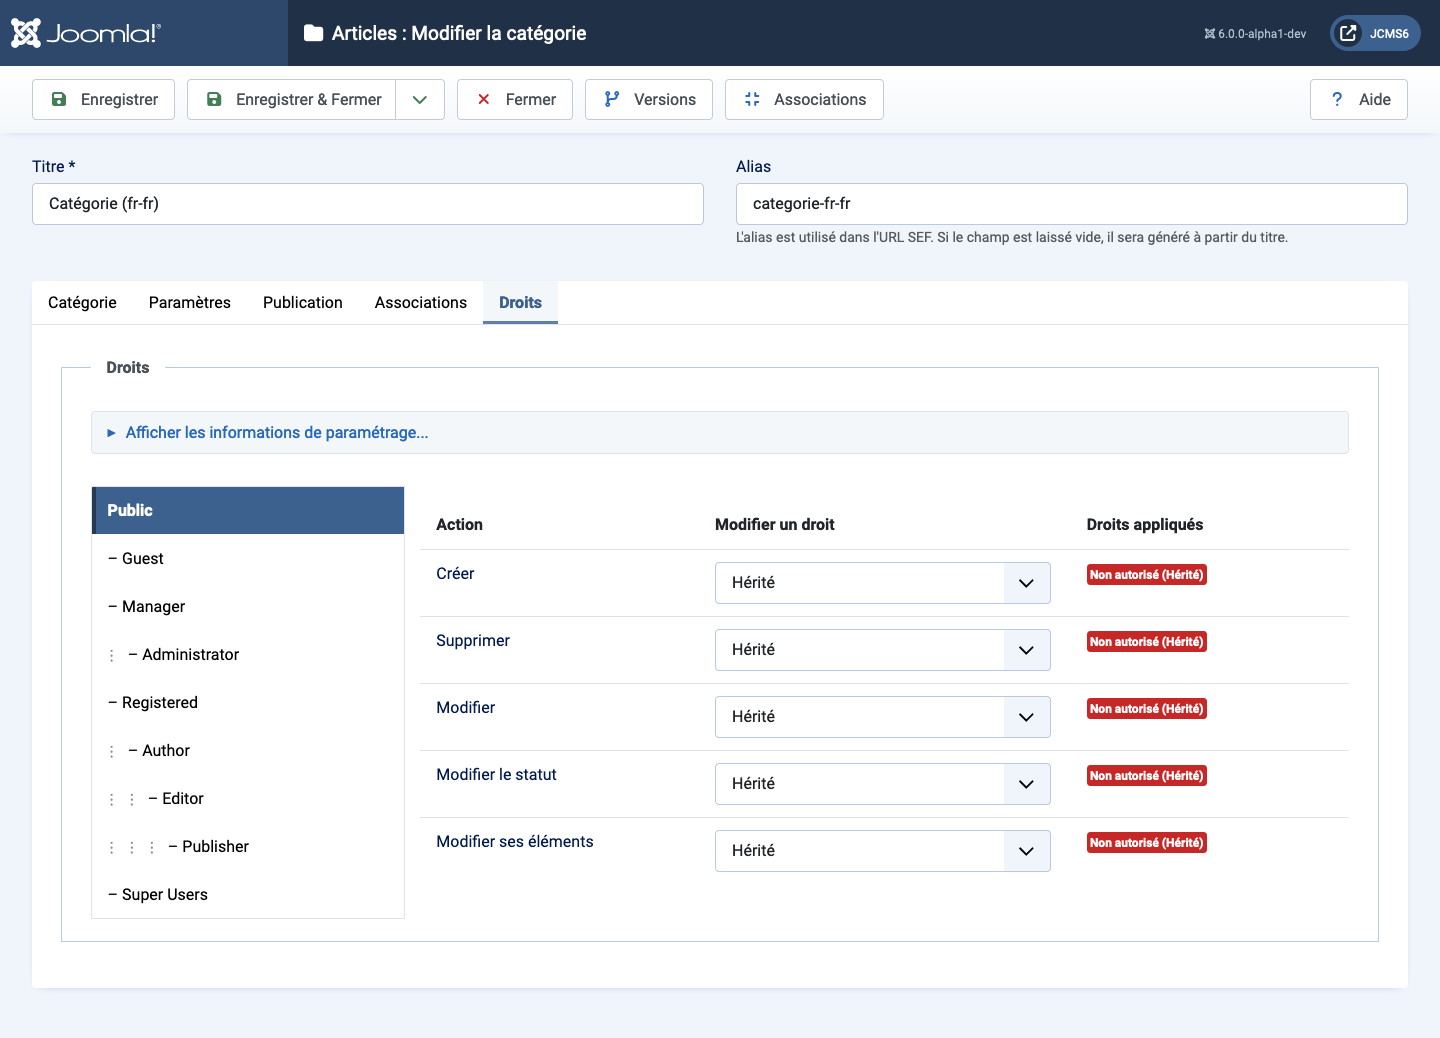 Joomla!®
Articles : Modifier la catégorie
6.0.0-alpha1-dev
JCMS6
Enregistrer
Enregistrer & Fermer
Fermer
Versions
Associations
? Aide
Titre *
Alias
Catégorie (fr-fr)
categorie-fr-fr
L'alias est utilisé dans l'URL SEF. Si le champ est laissé vide, il sera généré à partir du titre.
Catégorie
Paramètres
Publication
Associations
Droits
Droits
► Afficher les informations de paramétrage...
Public
– Guest
– Manager
⋮ – Administrator
– Registered
⋮ – Author
⋮ ⋮ – Editor
⋮ ⋮ ⋮ – Publisher
– Super Users
Action Modifier un droit Droits appliqués
Créer Hérité Non autorisé (Hérité)
Supprimer Hérité Non autorisé (Hérité)
Modifier Hérité Non autorisé (Hérité)
Modifier le statut Hérité Non autorisé (Hérité)
Modifier ses éléments Hérité Non autorisé (Hérité)